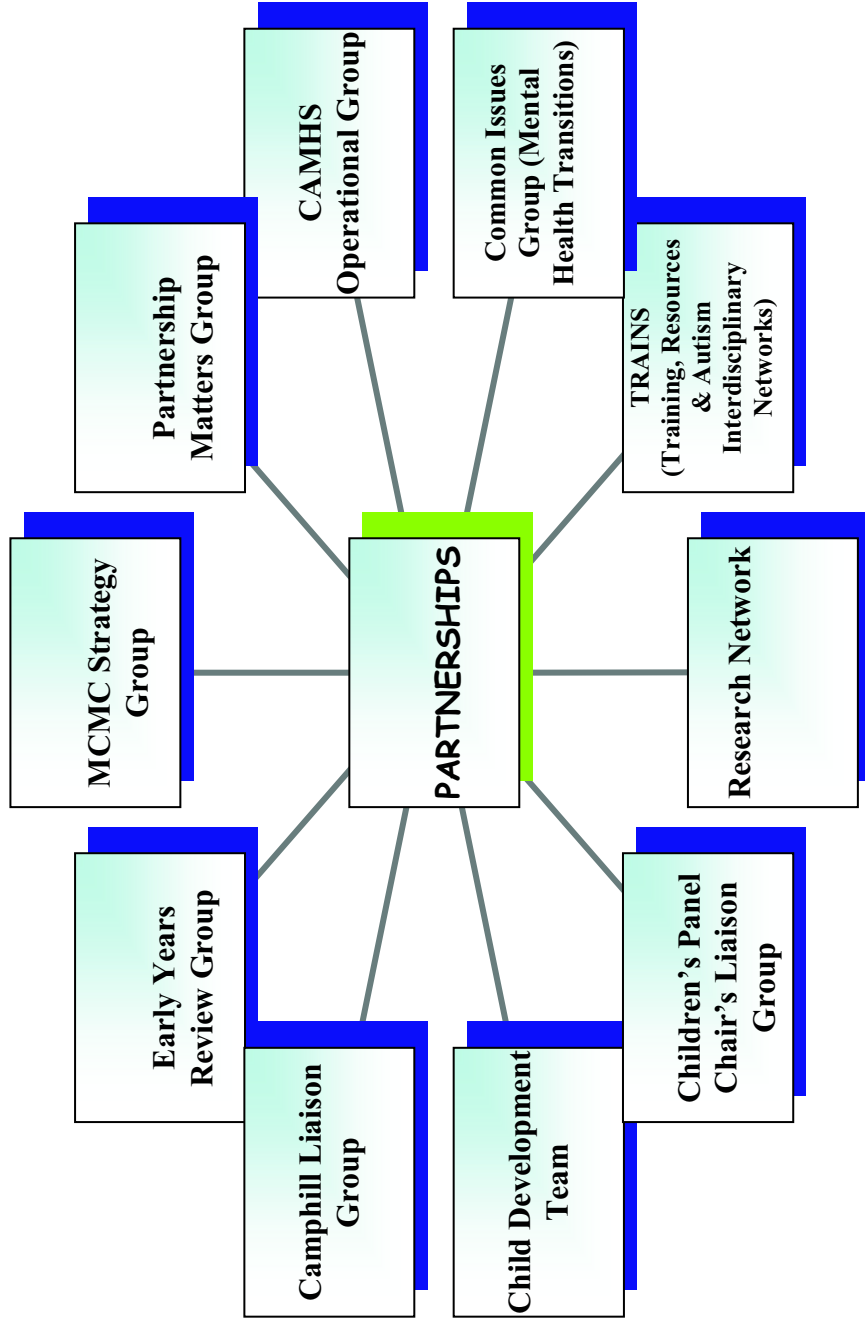 MCMC Strategy
Group
Early Years
Review Group
Partnership
Matters Group
Camphill Liaison
Group
CAMHS
Operational Group
PARTNERSHIPS
Child Development
Team
Common Issues
Group (Mental
Health Transitions)
Children’s Panel
Chair’s Liaison
Group
TRAINS
(Training, Resources
& Autism
Interdisciplinary
Networks)
Research Network